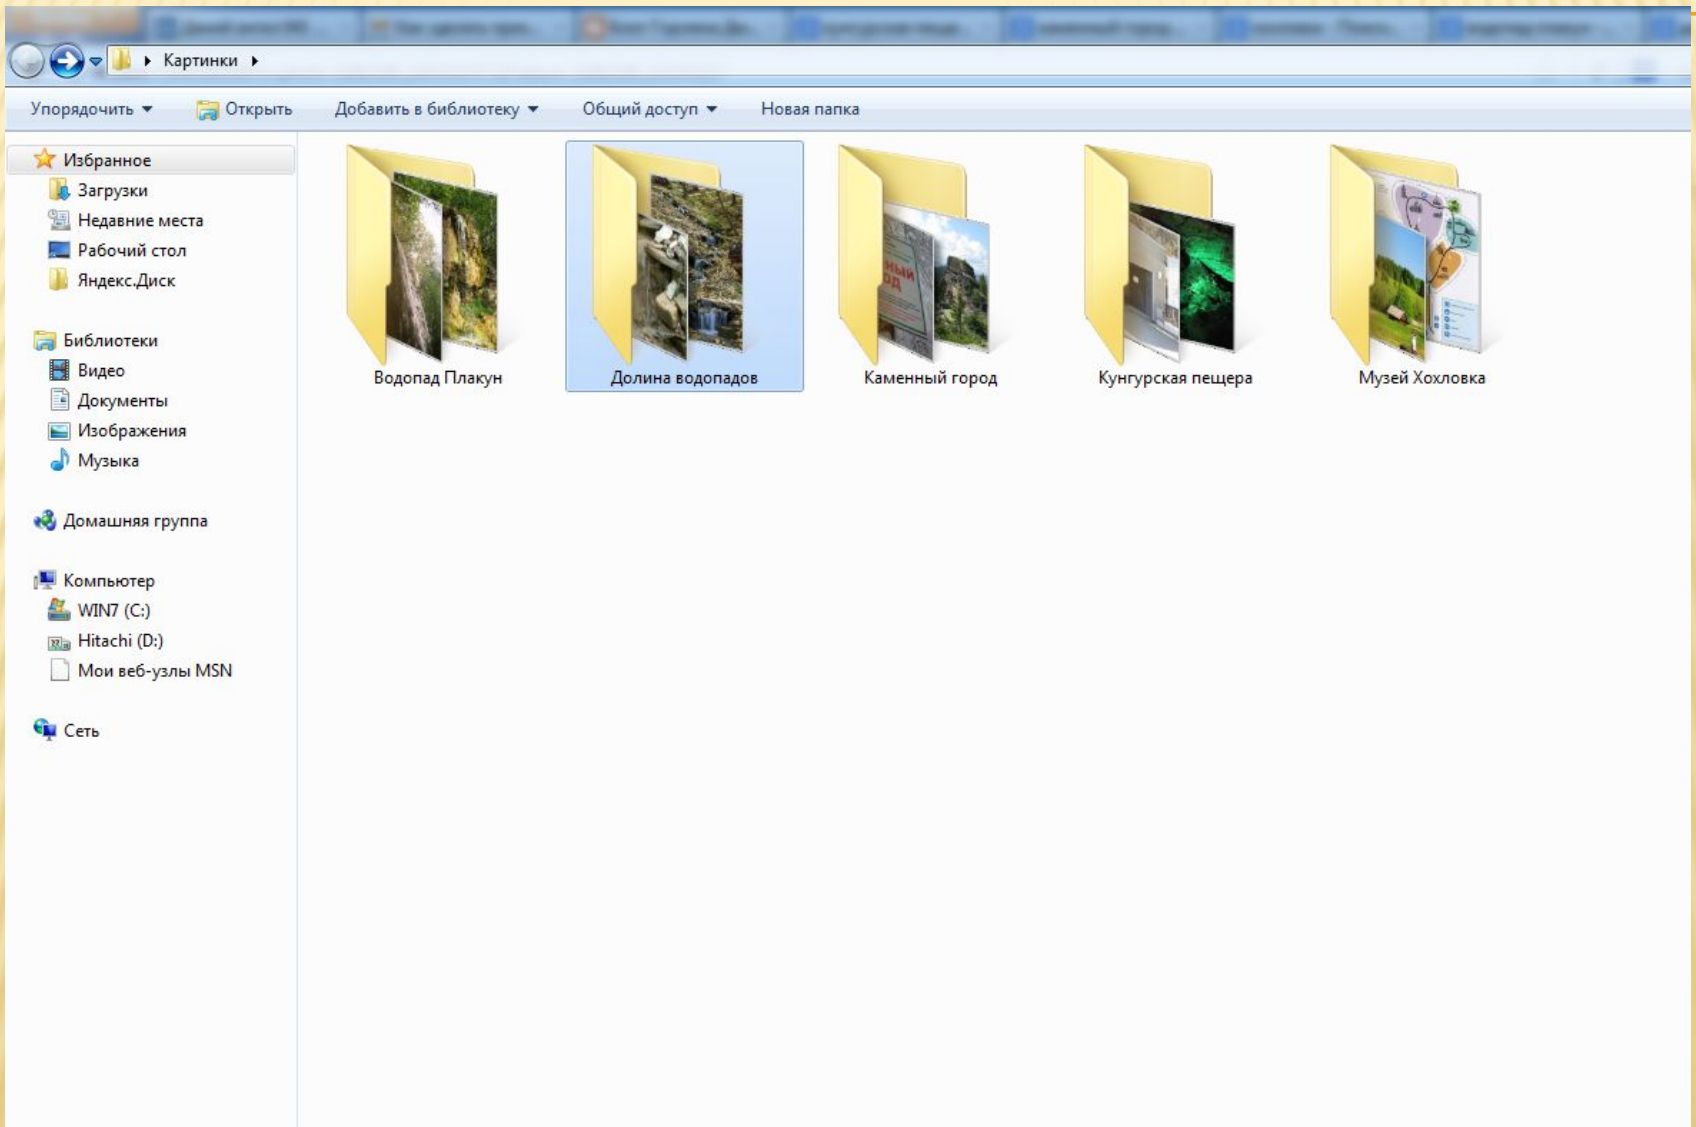 Картинки
Упорядочить Открыть Добавить в библиотеку Общий доступ Новая папка
Избранное
Загрузки
Недавние места
Рабочий стол
Яндекс.Диск
Библиотеки
Видео
Документы
Изображения
Музыка
Домашняя группа
Компьютер
WIN7 (C:)
Hitachi (D:)
Мои веб-узлы MSN
Сеть
Водопад Плакун
Долина водопадов
Каменный город
Кунгурская пещера
Музей Хохловка